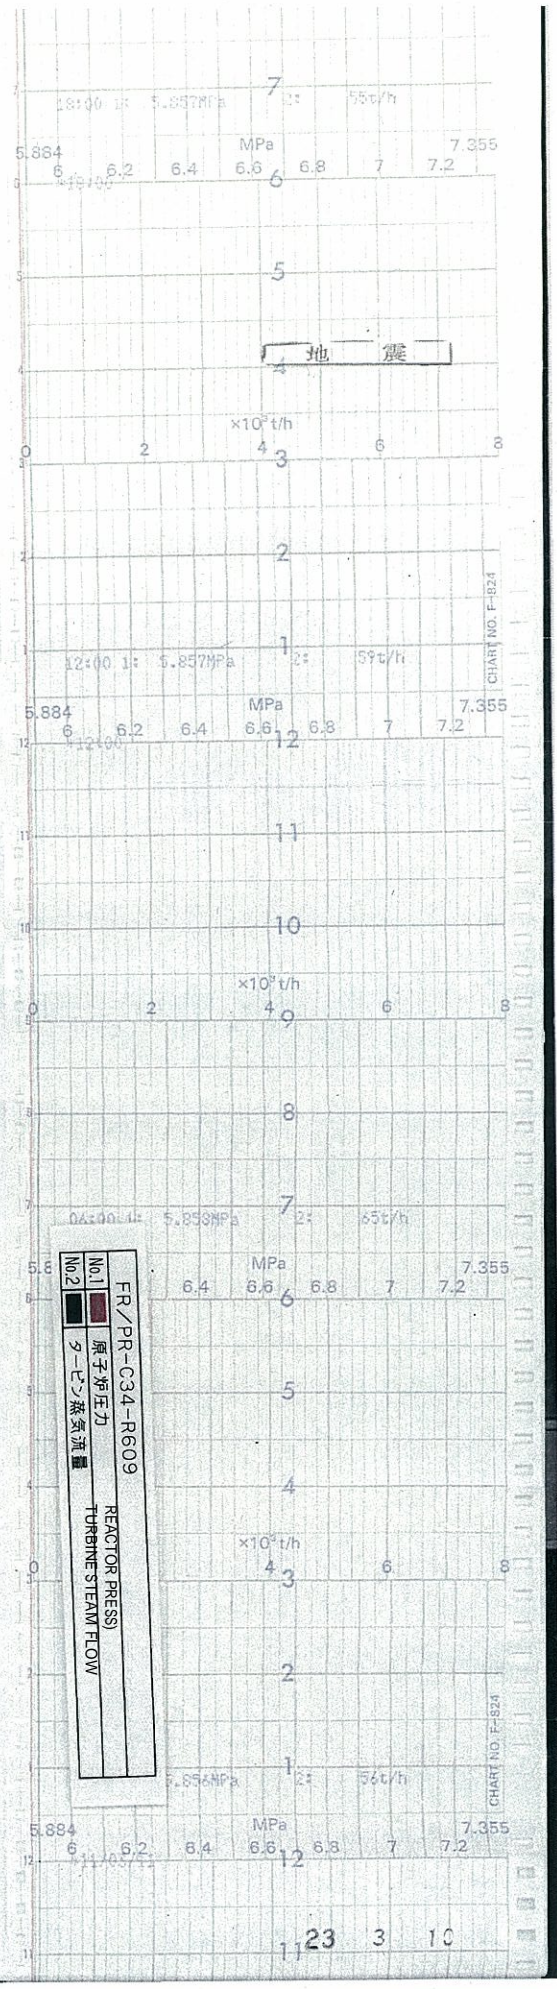 7
18:00 1: 5.857MPa 2: 55t/h
5.884 MPa 7.355
6 6.2 6.4 6.6 6.8 7 7.2
6
5
地 震
4
×10³t/h
0 2 4 6 8
3
2
CHART NO. F-824
1
12:00 1: 5.857MPa 2: 59t/h
5.884 MPa 7.355
6 6.2 6.4 6.6 6.8 7 7.2
12
11
10
×10³t/h
0 2 4 6 8
9
8
7
06:00 1: 5.858MPa 2: 65t/h
MPa 7.355
6.4 6.6 6.8 7 7.2
6
FR/PR-C34-R609
No.1 原子炉圧力 REACTOR PRESS)
No.2 タービン蒸気流量 TURBINE STEAM FLOW
5
4
×10³t/h
0 4 6 8
3
2
CHART NO. F-824
1
5.856MPa 2: 56t/h
5.884 MPa 7.355
6 6.2 6.4 6.6 6.8 7 7.2
12
11
23 3 10